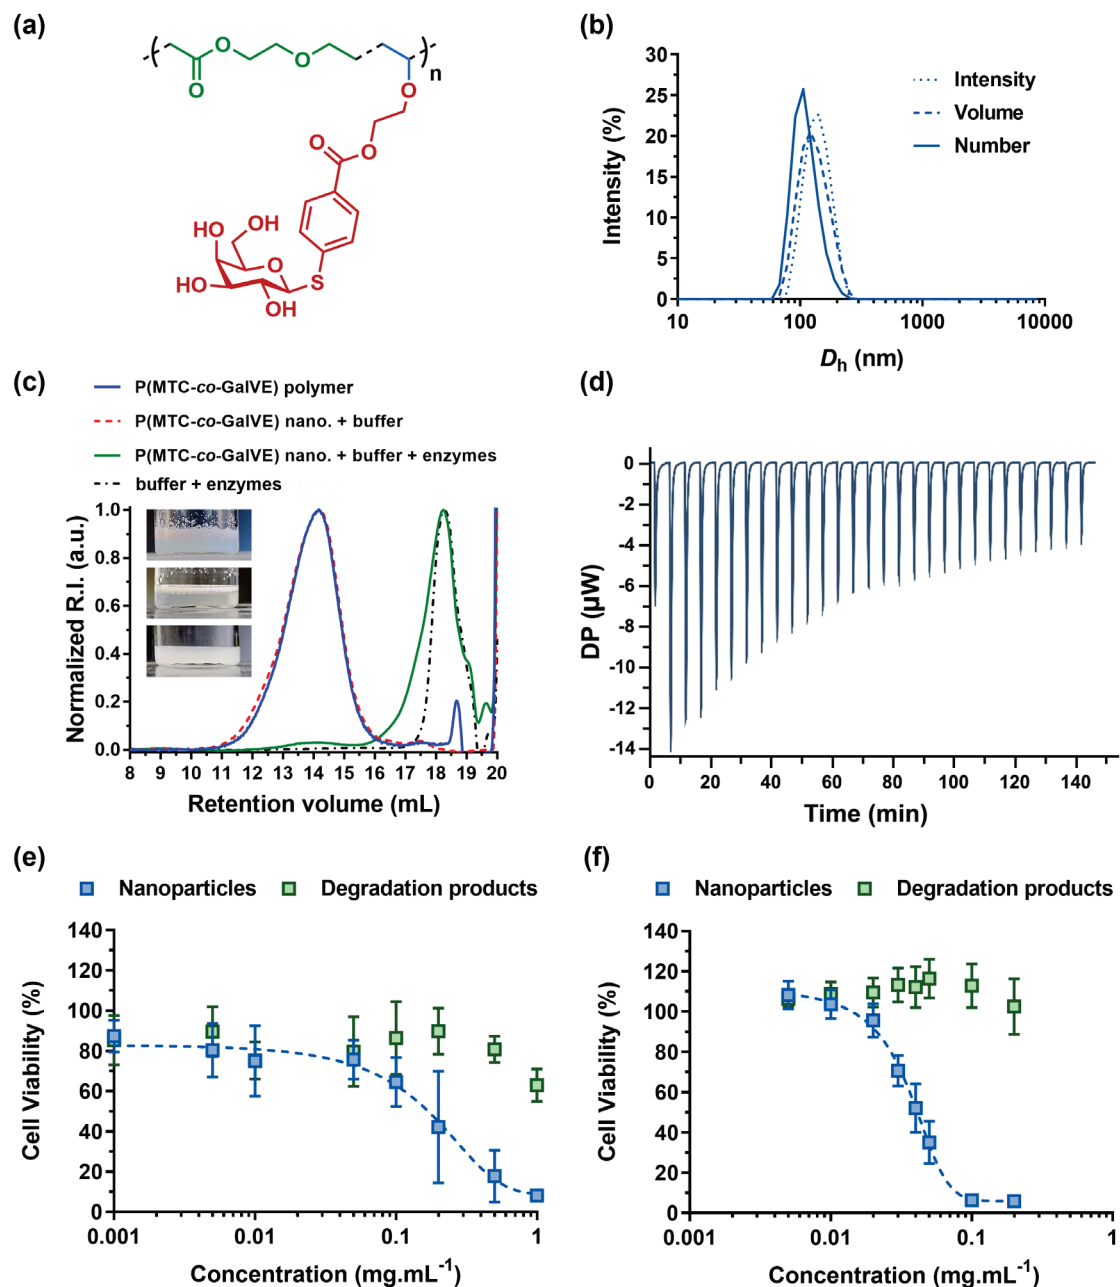 (a)
O
O
O
n
O
O
O
HO
OH
O
S
HO
OH
(b)
Intensity
Volume
Number
Intensity (%)
30
25
20
15
10
5
0
10
100
1000
10000
Dh (nm)
(c)
P(MTC-co-GalVE) polymer
P(MTC-co-GalVE) nano. + buffer
P(MTC-co-GalVE) nano. + buffer + enzymes
buffer + enzymes
Normalized R.I. (a.u.)
1.0
0.8
0.6
0.4
0.2
0.0
8 9 10 11 12 13 14 15 16 17 18 19 20
Retention volume (mL)
(d)
DP (µW)
0
-2
-4
-6
-8
-10
-12
-14
0 20 40 60 80 100 120 140
Time (min)
(e)
Nanoparticles Degradation products
Cell Viability (%)
140
120
100
80
60
40
20
0
0.001 0.01 0.1 1
Concentration (mg.mL-1)
(f)
Nanoparticles Degradation products
Cell Viability (%)
140
120
100
80
60
40
20
0
0.001 0.01 0.1 1
Concentration (mg.mL-1)